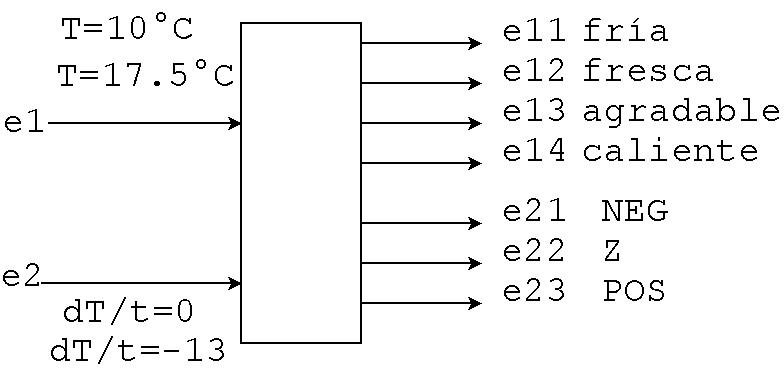 T=10°C
T=17.5°C
e1
e2
dT/t=0
dT/t=-13
e11 fría
e12 fresca
e13 agradable
e14 caliente
e21 NEG
e22 Z
e23 POS